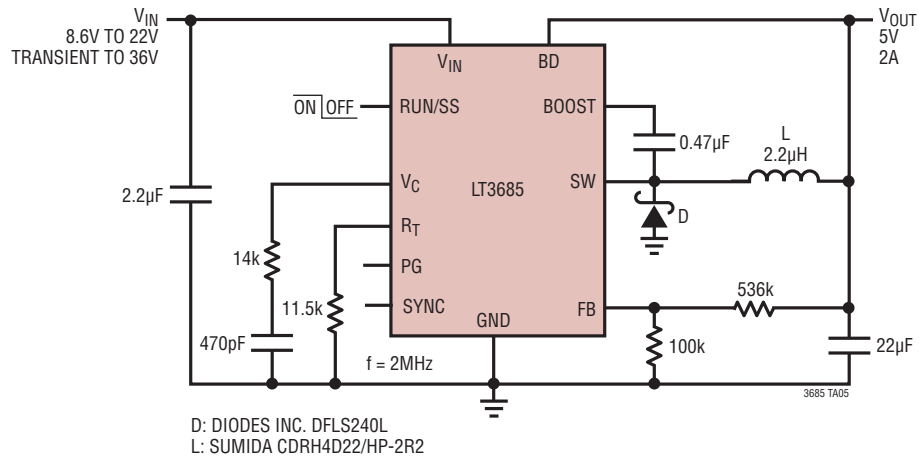 VIN
8.6V TO 22V
TRANSIENT TO 36V
VOUT
5V
2A
VIN
BD
ON OFF
RUN/SS
BOOST
0.47µF
L
2.2µH
VC
LT3685
SW
2.2µF
D
RT
14k
PG
536k
11.5k
SYNC
FB
GND
470pF
f = 2MHz
100k
22µF
3685 TA05
D: DIODES INC. DFLS240L
L: SUMIDA CDRH4D22/HP-2R2